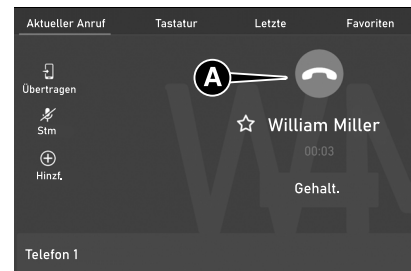 Aktueller Anruf Tastatur Letzte Favoriten
A
Übertragen
William Miller
Stm
00:03
Hinzf.
Gehalt.
Telefon 1